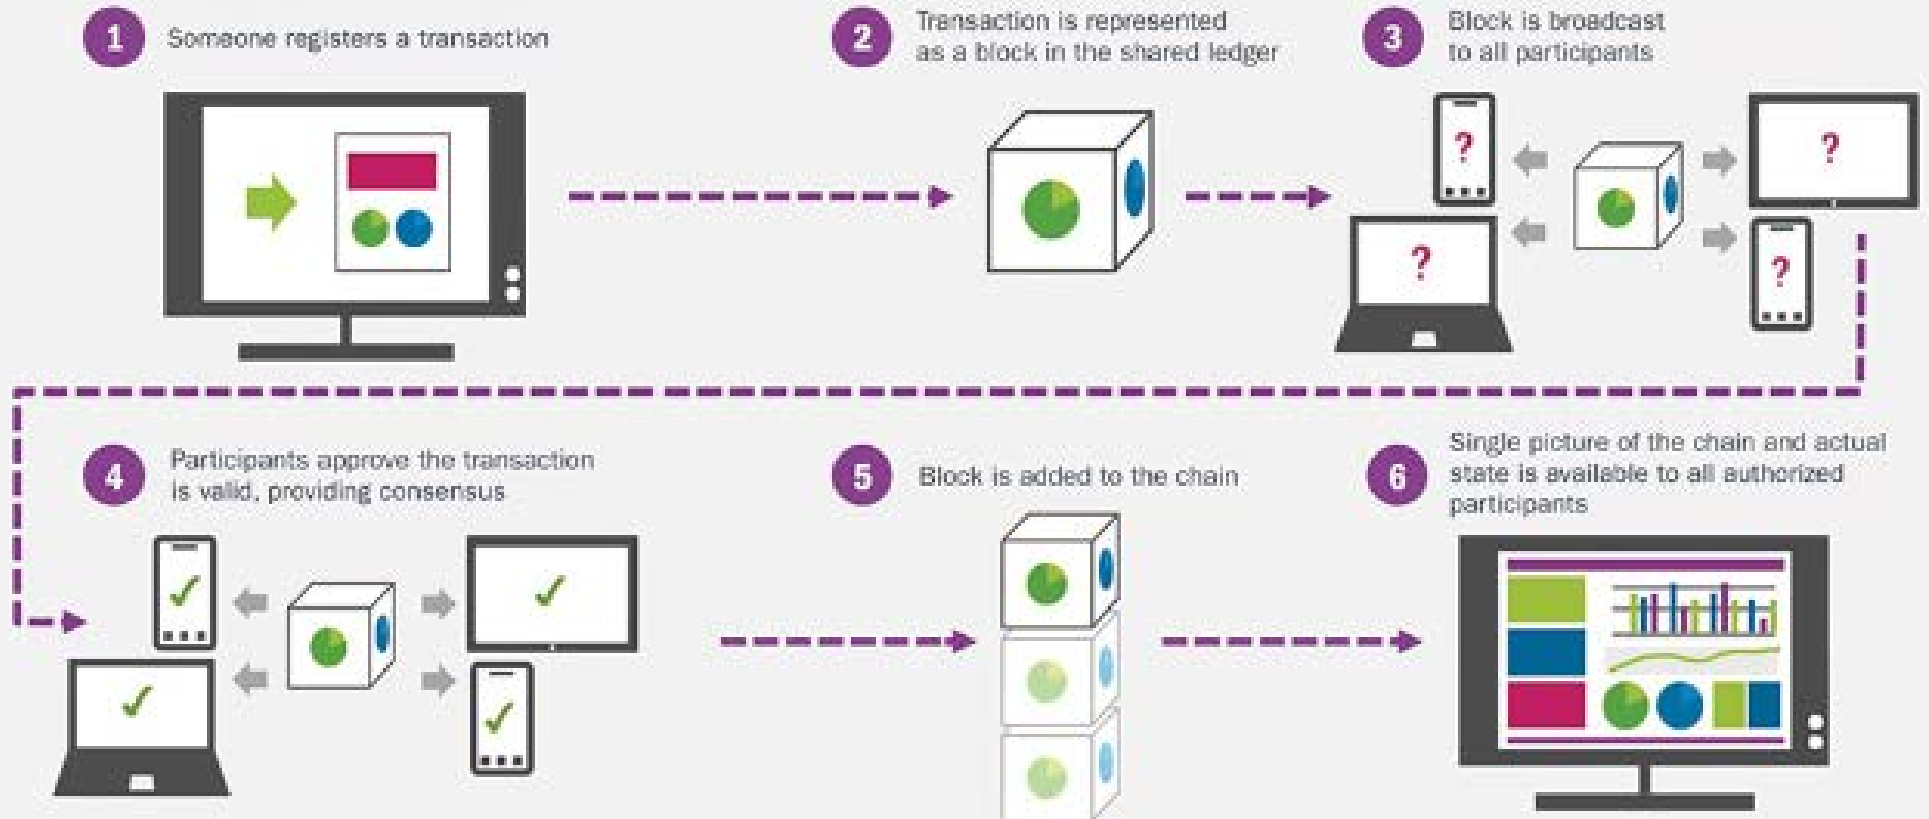 1
Someone registers a transaction
2
Transaction is represented
as a block in the shared ledger
3
Block is broadcast
to all participants
?
?
?
?
4
Participants approve the transaction
is valid, providing consensus
5
Block is added to the chain
6
Single picture of the chain and actual
state is available to all authorized
participants